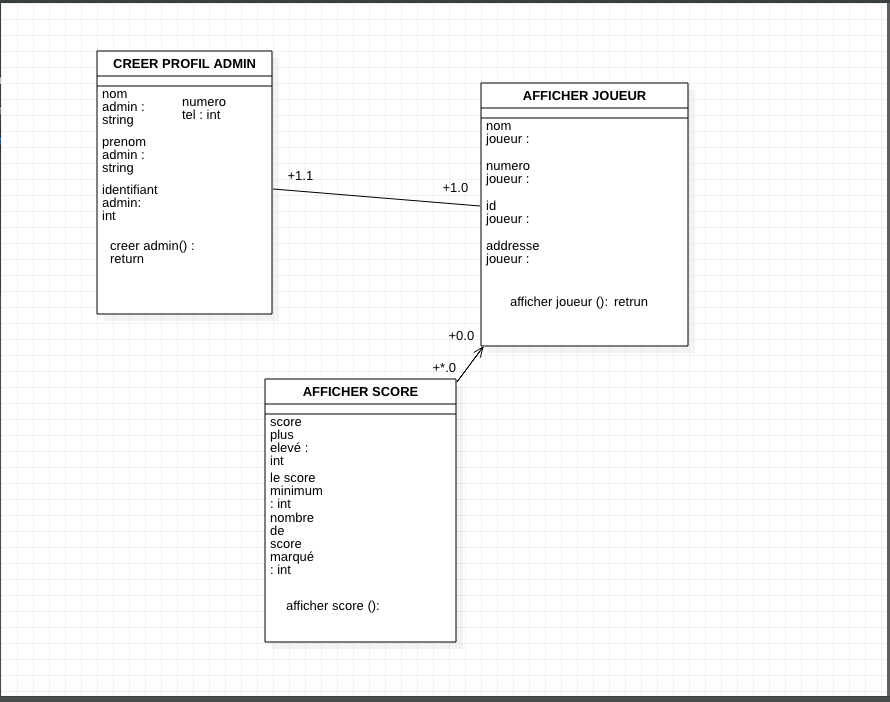 CREER PROFIL ADMIN
nom
admin :
string
numero
tel : int
prenom
admin :
string
identifiant
admin:
int
creer admin() :
return
+1.1
+1.0
AFFICHER JOUEUR
nom
joueur :
numero
joueur :
id
joueur :
addresse
joueur :
afficher joueur (): retrun
+0.0
+*.0
AFFICHER SCORE
score
plus
elevé :
int
le score
minimum
: int
nombre
de
score
marqué
: int
afficher score ():